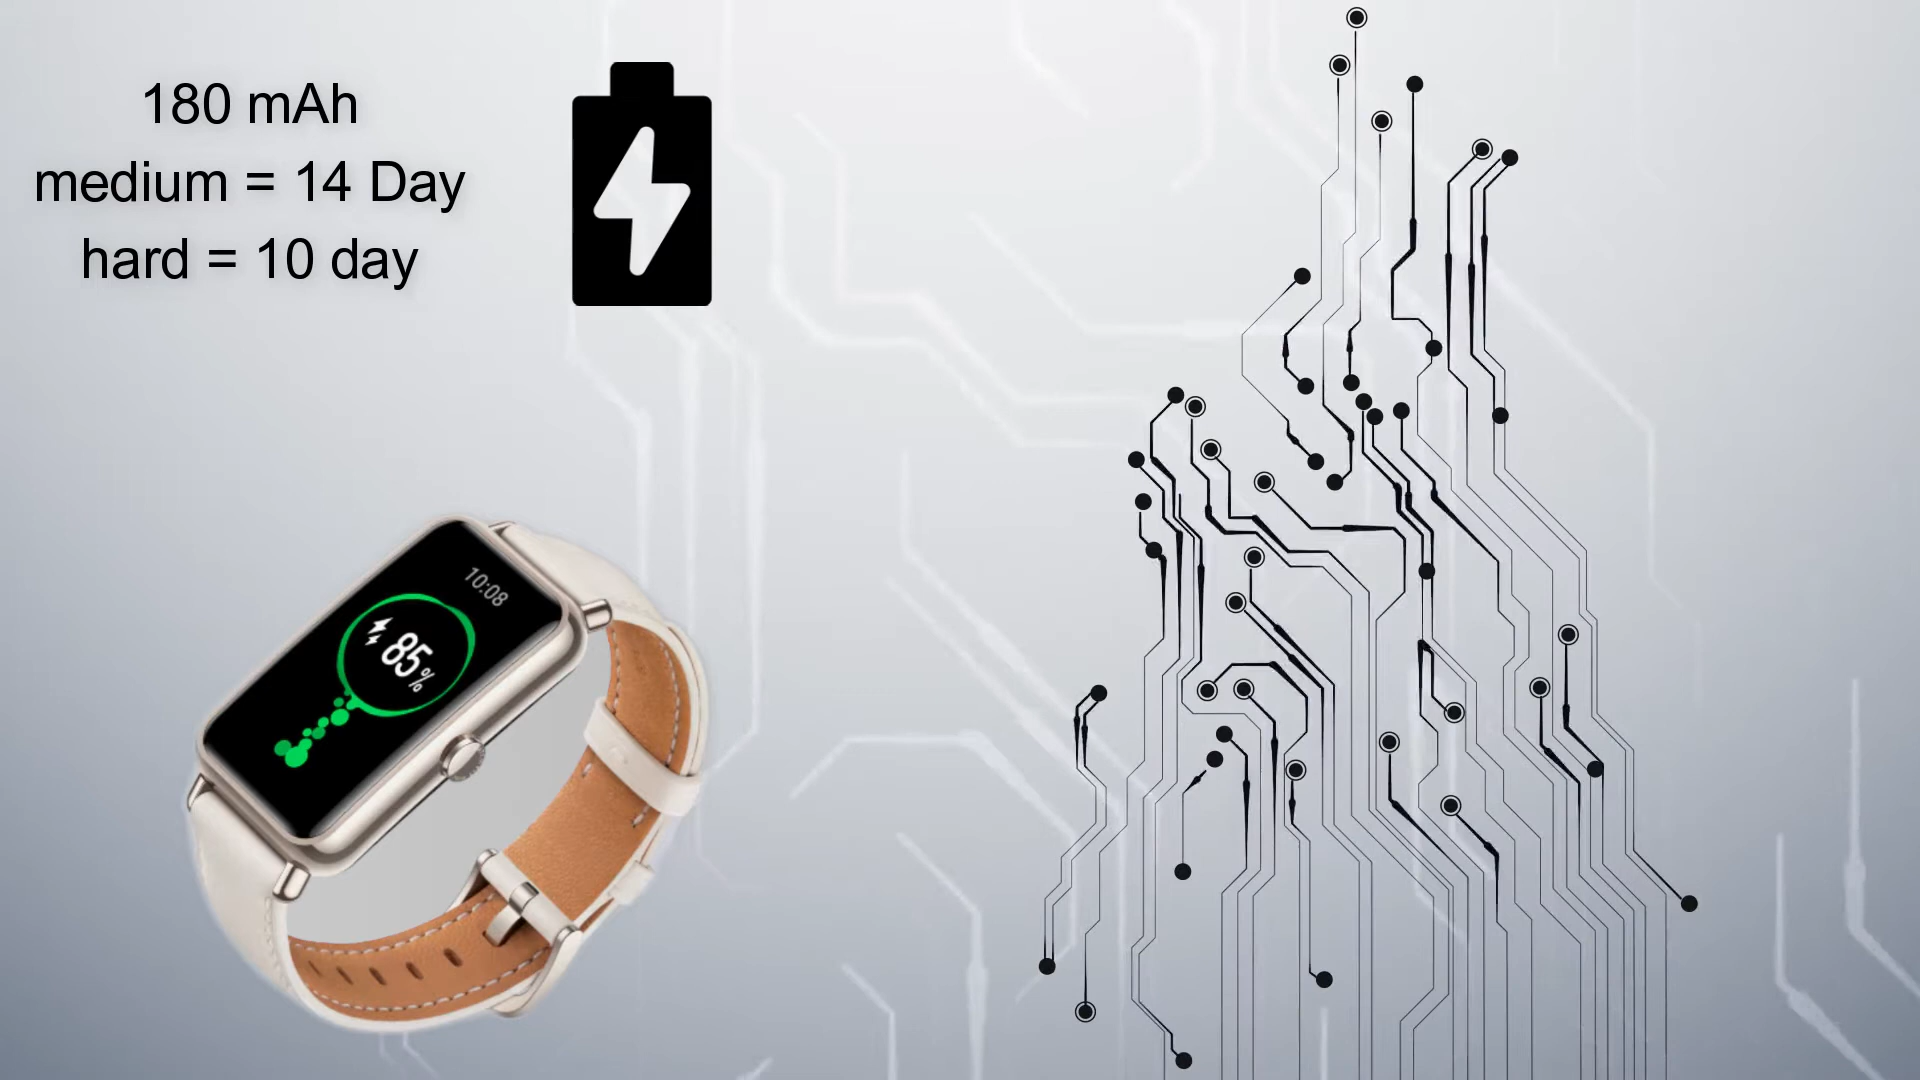 180 mAh
medium = 14 Day
hard = 10 day
10:08
85%